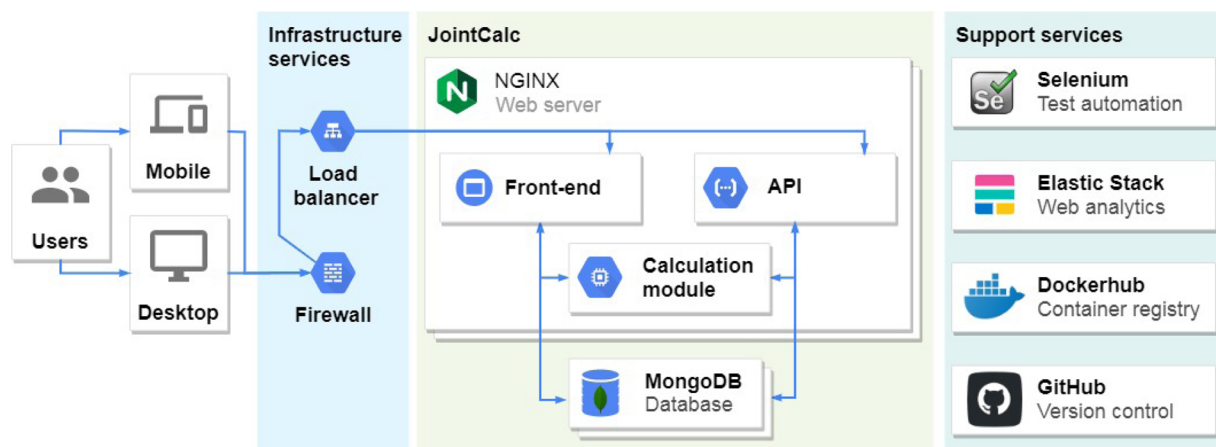 Infrastructure
services
JointCalc
Support services
Users
Mobile
Desktop
Load
balancer
Firewall
NGINX
Web server
Front-end
API
Calculation
module
MongoDB
Database
Se
Selenium
Test automation
Elastic Stack
Web analytics
Dockerhub
Container registry
GitHub
Version control